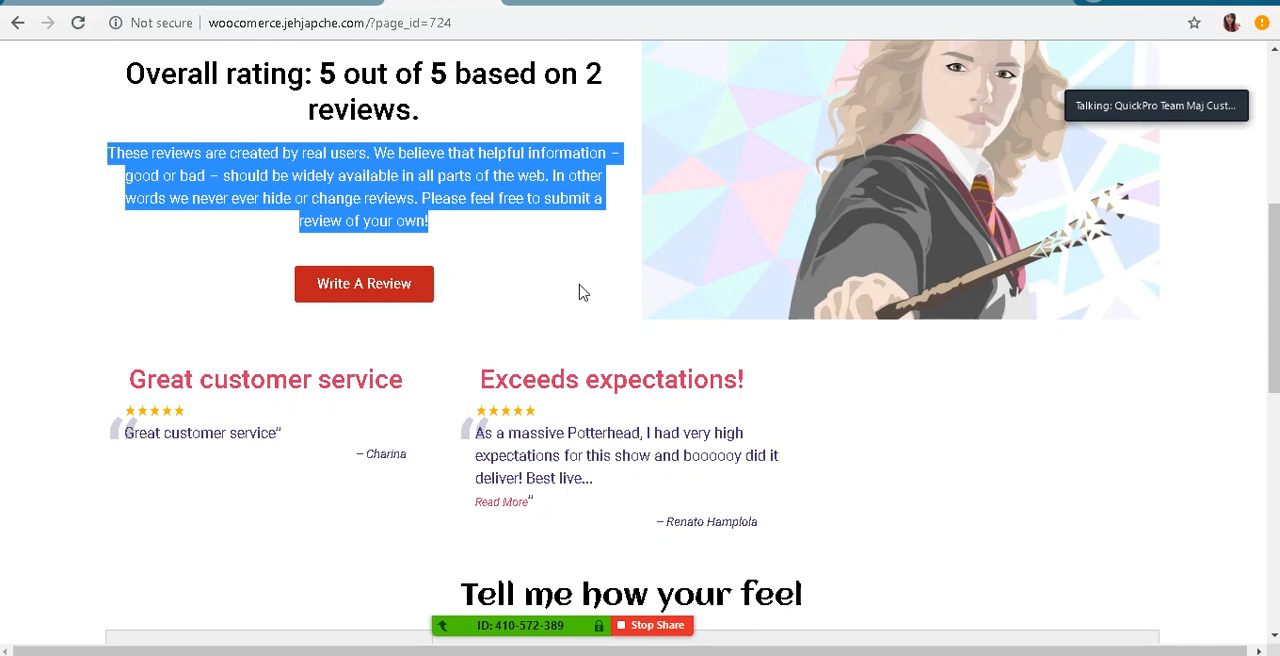 Not secure
woocomerce.jehjapche.com/?page_id=724
Talking: QuickPro Team Maj Cust...
Overall rating: 5 out of 5 based on 2
reviews.
These reviews are created by real users. We believe that helpful information –
good or bad – should be widely available in all parts of the web. In other
words we never ever hide or change reviews. Please feel free to submit a
review of your own!
Write A Review
Great customer service
“Great customer service”
– Charina
Exceeds expectations!
“As a massive Potterhead, I had very high
expectations for this show and boooooy did it
deliver! Best live...
Read More”
– Renato Hamplola
Tell me how your feel
ID: 410-572-389
Stop Share